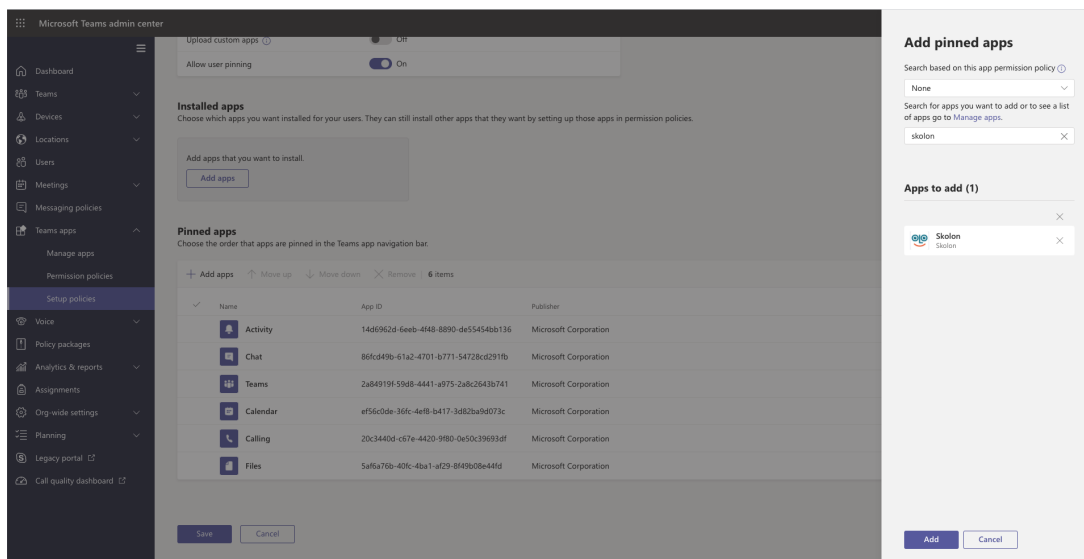 Microsoft Teams admin center
Dashboard
Teams
Devices
Locations
Users
Meetings
Messaging policies
Teams apps
Manage apps
Permission policies
Setup policies
Voice
Policy packages
Analytics & reports
Assignments
Org-wide settings
Planning
Legacy portal
Call quality dashboard
Upload custom apps
Off
Allow user pinning
On
Installed apps
Choose which apps you want installed for your users. They can still install other apps that they want by setting up those apps in permission policies.
Add apps that you want to install.
Add apps
Pinned apps
Choose the order that apps are pinned in the Teams app navigation bar.
Add apps Move up Move down Remove 6 items
Name App ID Publisher
Activity 14d6962d-6eeb-4f48-8890-de55454bb136 Microsoft Corporation
Chat 86fcd49b-61a2-4701-b771-54728cd291fb Microsoft Corporation
Teams 2a84919f-59d8-4441-a975-2a8c2643b741 Microsoft Corporation
Calendar ef56c0de-36fc-4ef8-b417-3d82ba9d073c Microsoft Corporation
Calling 20c3440d-c67e-4420-9f80-0e50c39693df Microsoft Corporation
Files 5af6a76b-40fc-4ba1-af29-8f49b08e44fd Microsoft Corporation
Save Cancel
Add pinned apps
Search based on this app permission policy
None
Search for apps you want to add or to see a list
of apps go to Manage apps.
skolon
Apps to add (1)
Skolon
Skolon
Add Cancel